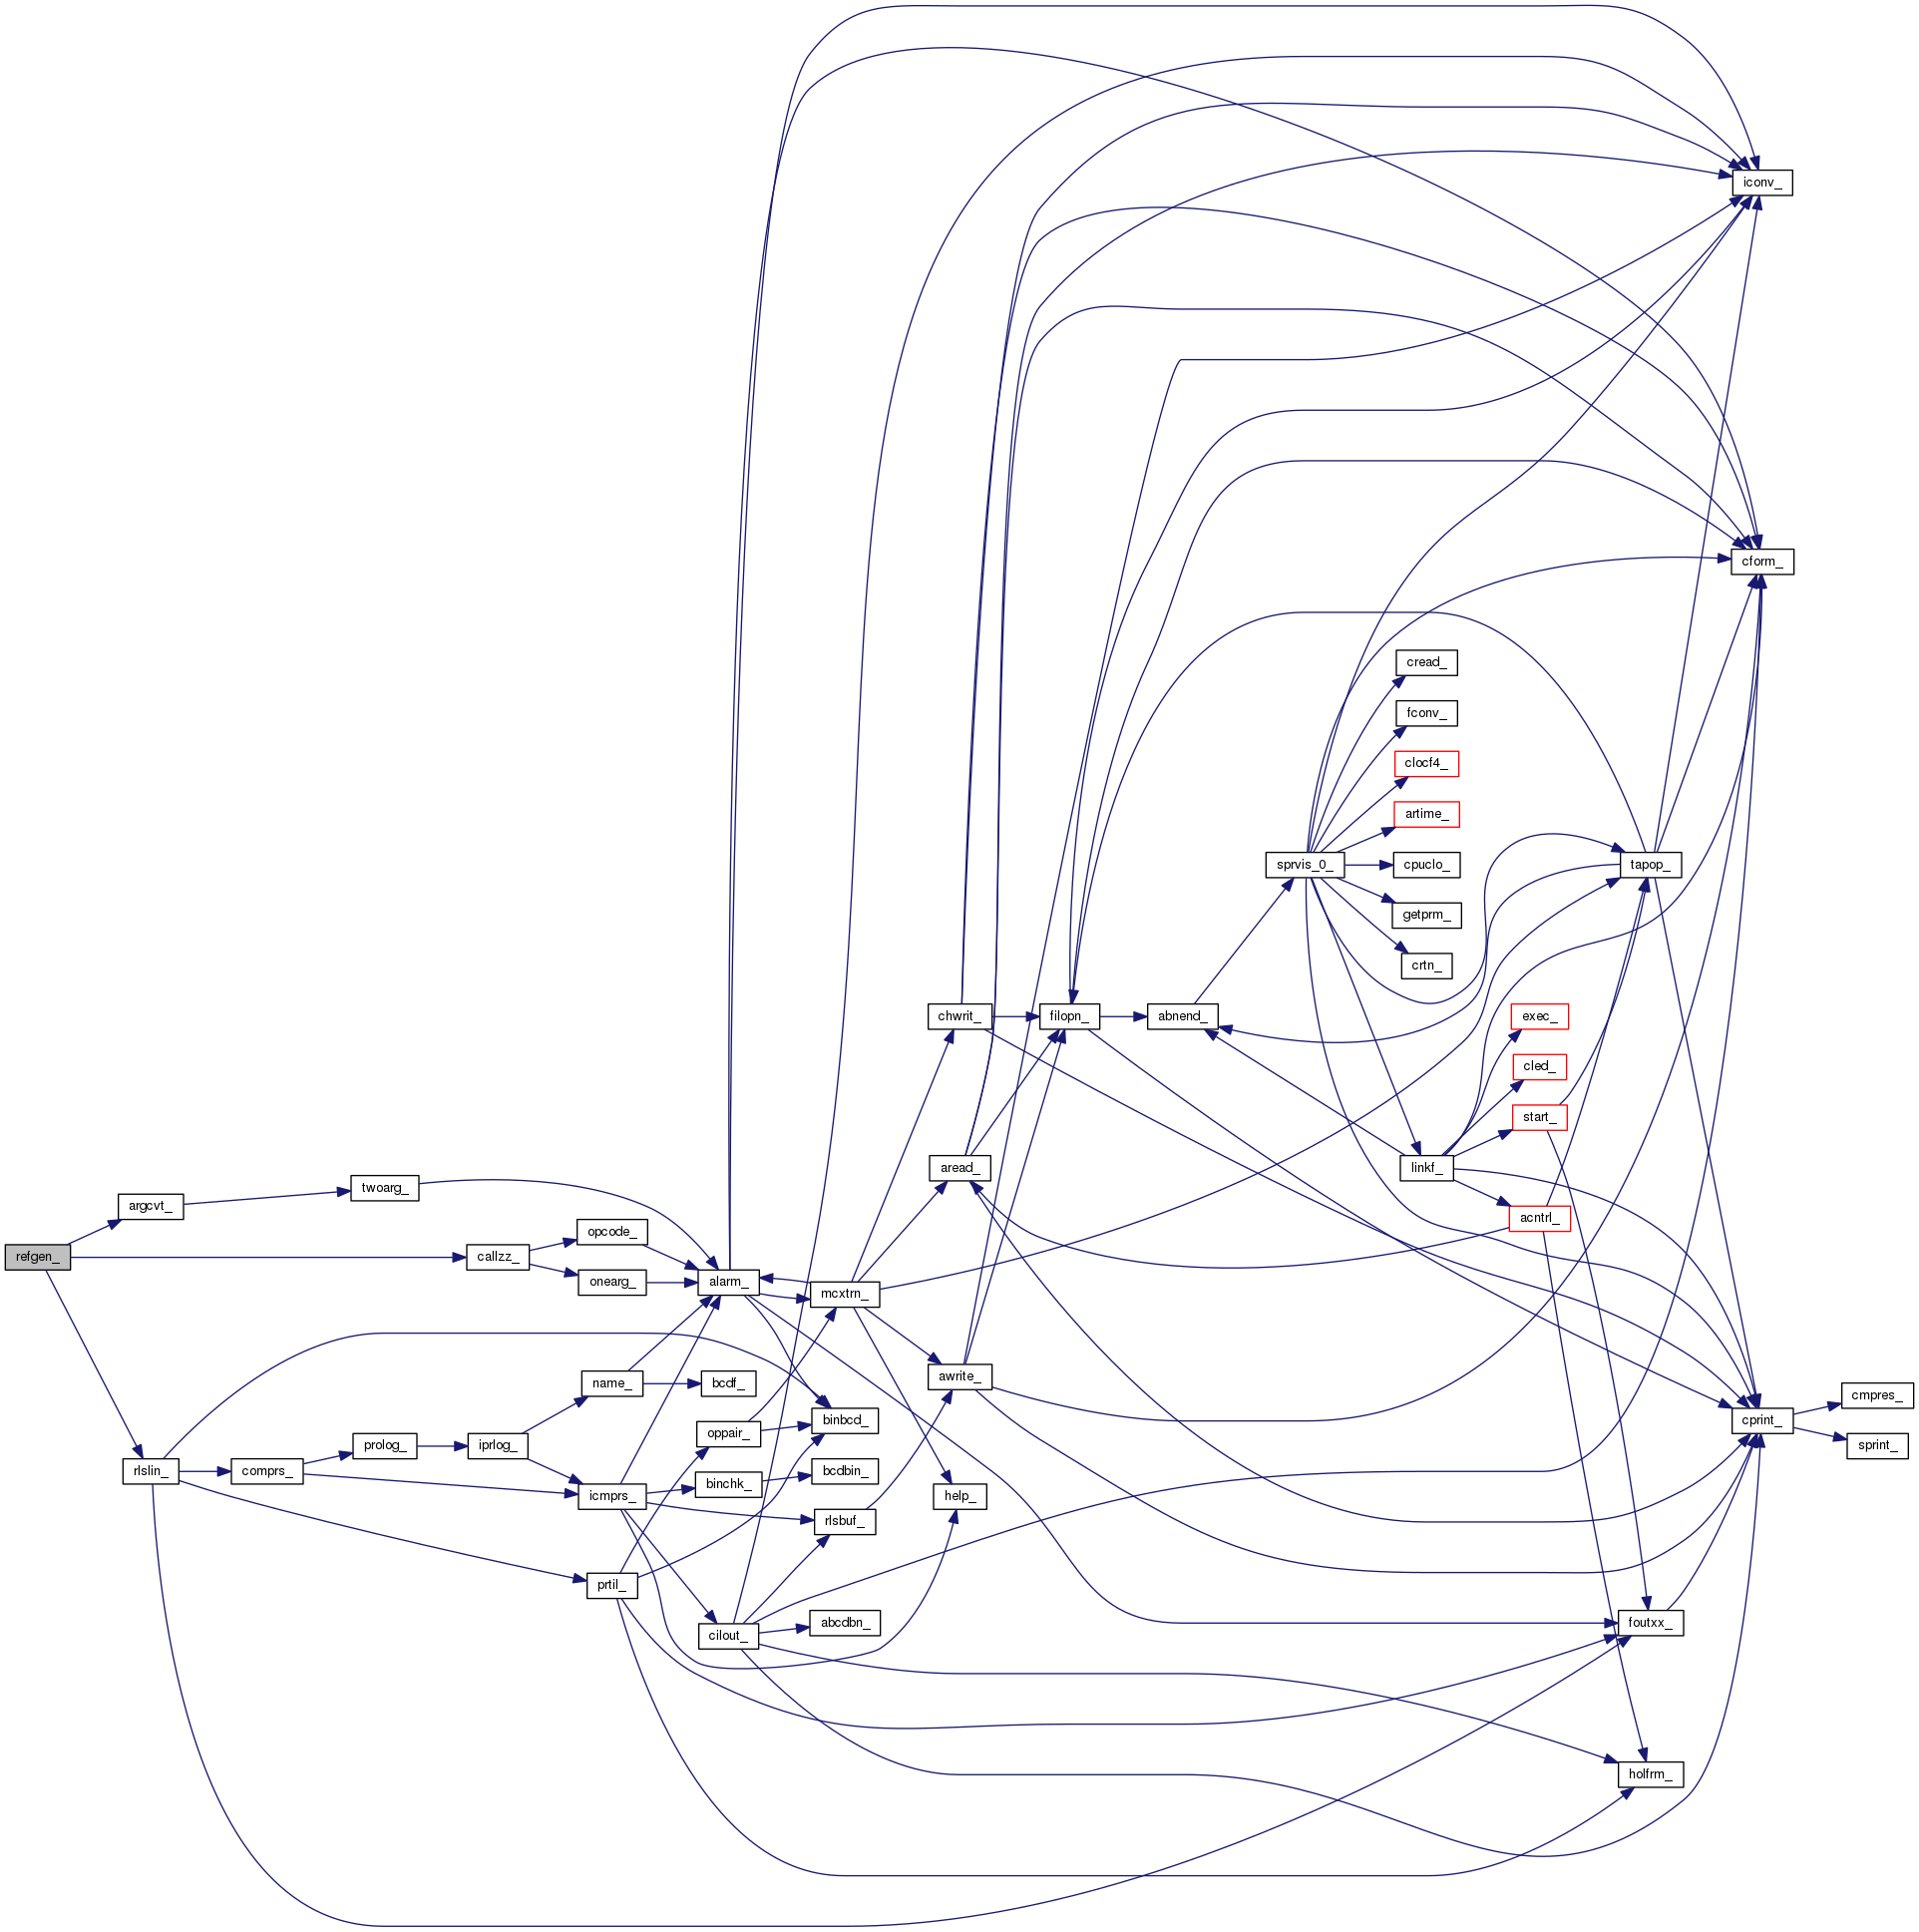 iconv_
cform_
cread_
fconv_
clocf4_
artime_
sprvis_0_
cpuclo_
tapop_
getprm_
crtn_
chwrit_
filopn_
abnend_
exec_
cled_
start_
aread_
linkf_
twoarg_
argcvt_
acntrl_
opcode_
refgen_
callzz_
onearg_
alarm_
mcxtrn_
name_
bcdf_
awrite_
cmpres_
binbcd_
cprint_
oppair_
prolog_
iprlog_
sprint_
rlslin_
comprs_
binchk_
bcdbin_
icmprs_
help_
rlsbuf_
prtil_
abcdbn_
cilout_
foutxx_
holfrm_